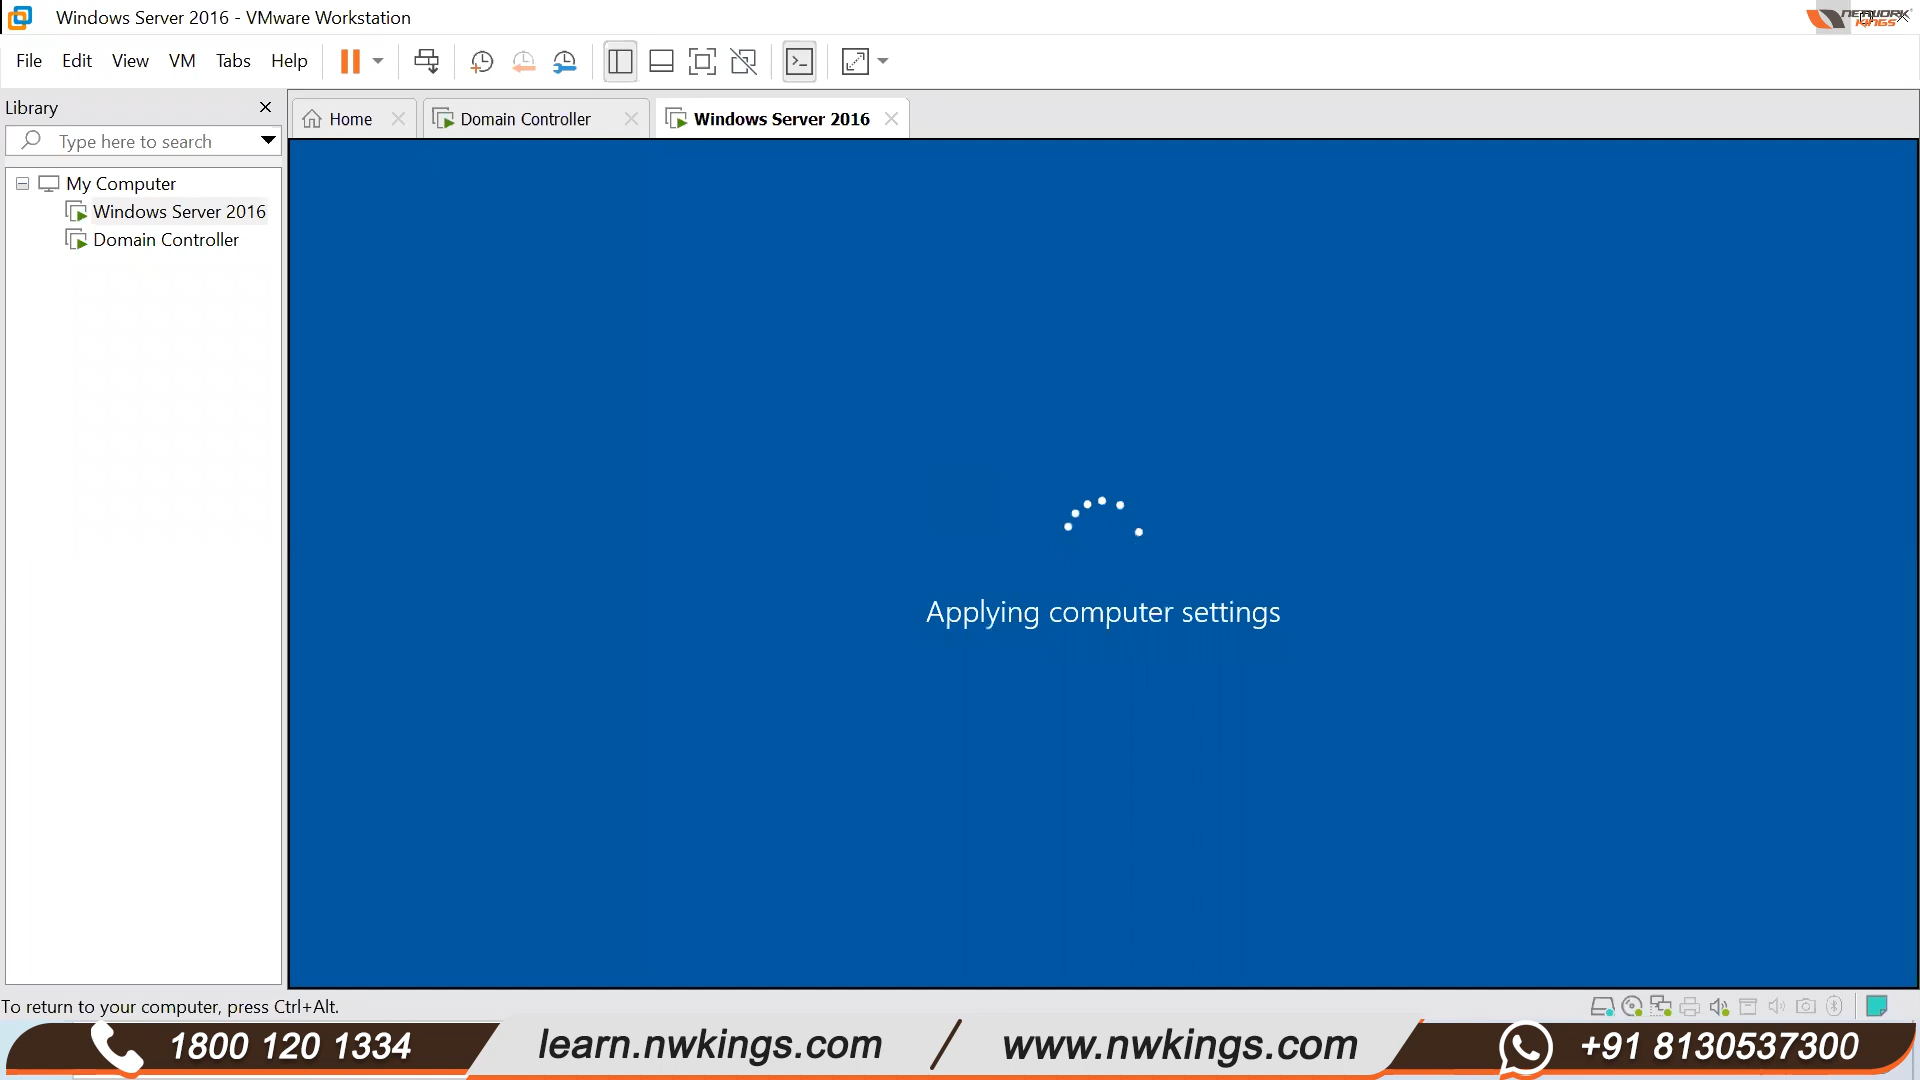 Windows Server 2016 - VMware Workstation
NETWORK
KINGS
File Edit View VM Tabs Help
Library
Home
Domain Controller
Windows Server 2016
Type here to search
My Computer
Windows Server 2016
Domain Controller
Applying computer settings
To return to your computer, press Ctrl+Alt.
1800 120 1334
learn.nwkings.com / www.nwkings.com
+91 8130537300